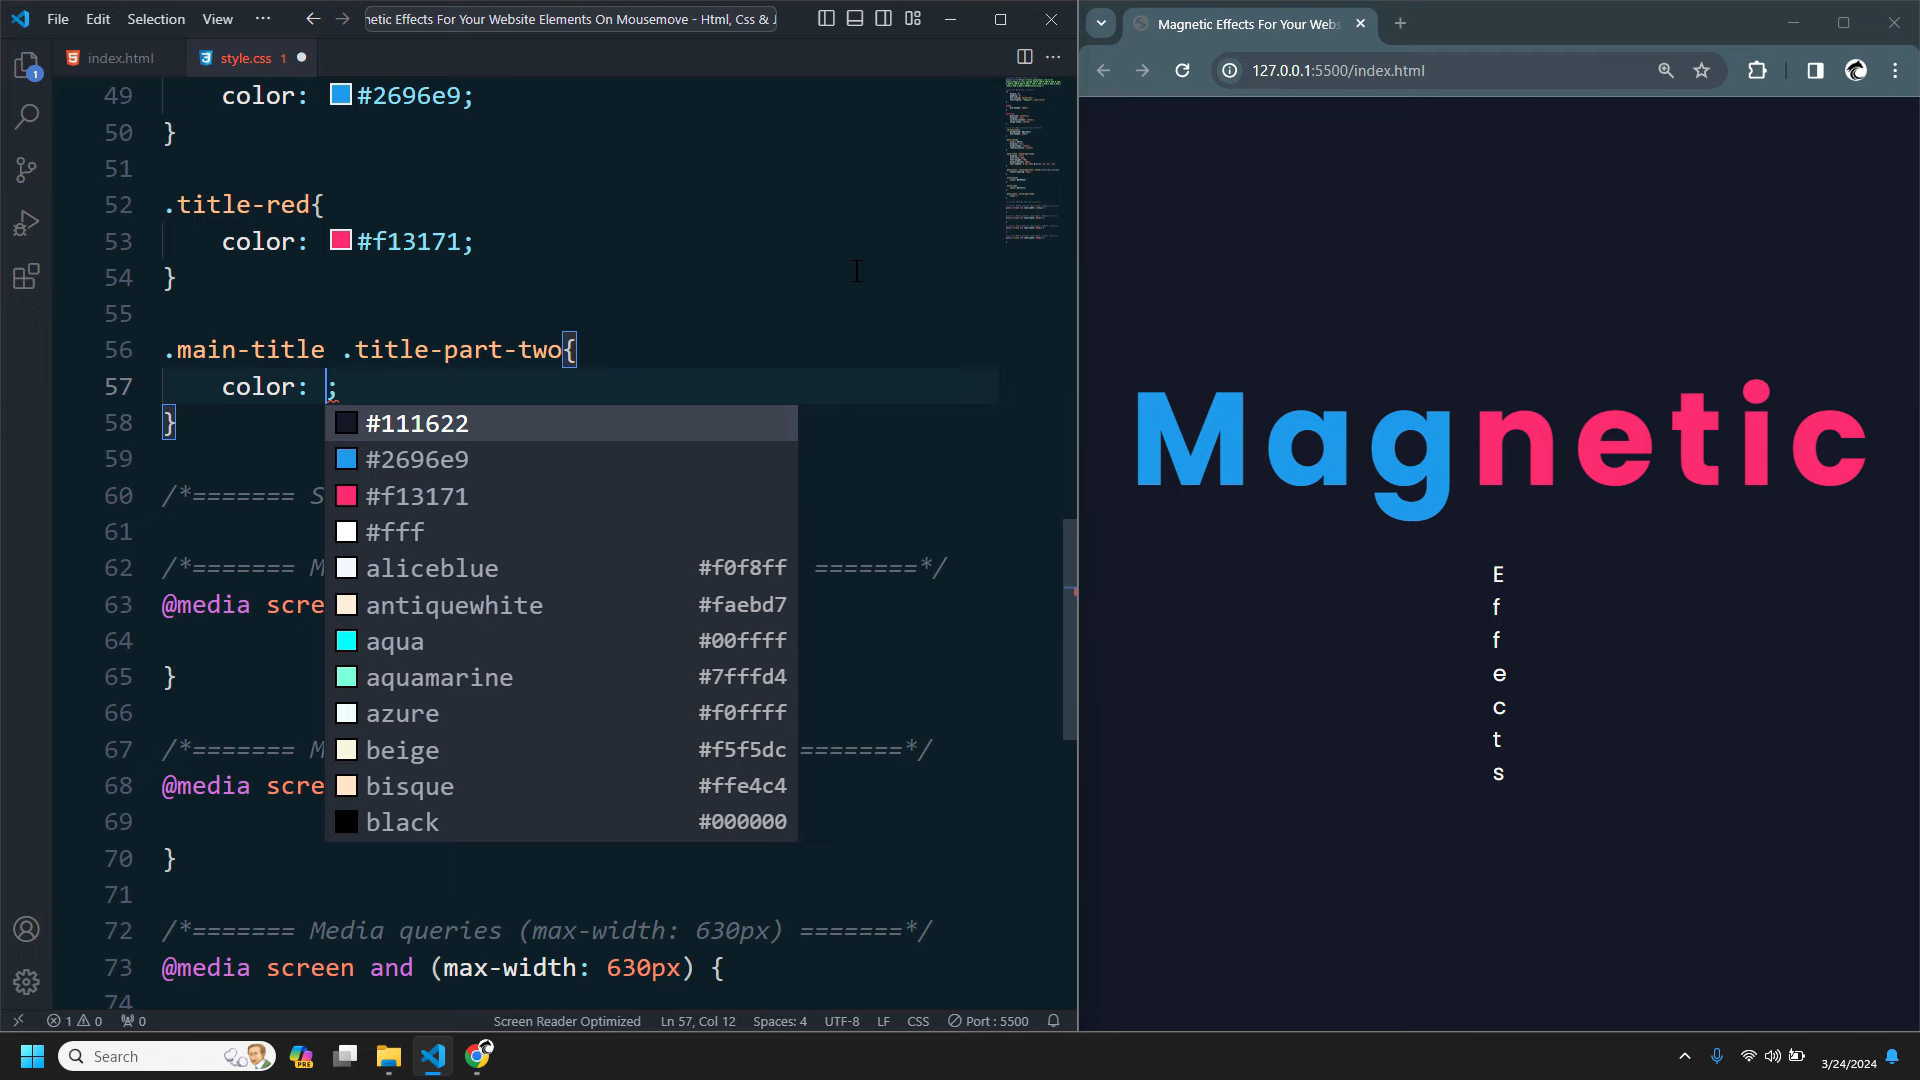 File Edit Selection View ··· netic Effects For Your Website Elements On Mousemove - Html, Css & J
index.html
style.css 1
1
49 color: #2696e9;
50 }
51
52 .title-red{
53 color: #f13171;
54 }
55
56 .main-title .title-part-two{
57 color: ;
58 }
59
60 /*======= S
61
62 /*======= M =======*/
63 @media scre
64
65 }
66
67 /*======= M =======*/
68 @media scre
69
70 }
71
72 /*======= Media queries (max-width: 630px) =======*/
73 @media screen and (max-width: 630px) {
74
#111622
#2696e9
#f13171
#fff
aliceblue #f0f8ff
antiquewhite #faebd7
aqua #00ffff
aquamarine #7fffd4
azure #f0ffff
beige #f5f5dc
bisque #ffe4c4
black #000000
1 0 0 Screen Reader Optimized Ln 57, Col 12 Spaces: 4 UTF-8 LF CSS Port : 5500
Magnetic Effects For Your Webs
127.0.0.1:5500/index.html
Magnetic
E
f
f
e
c
t
s
Search
PRE
3/24/2024